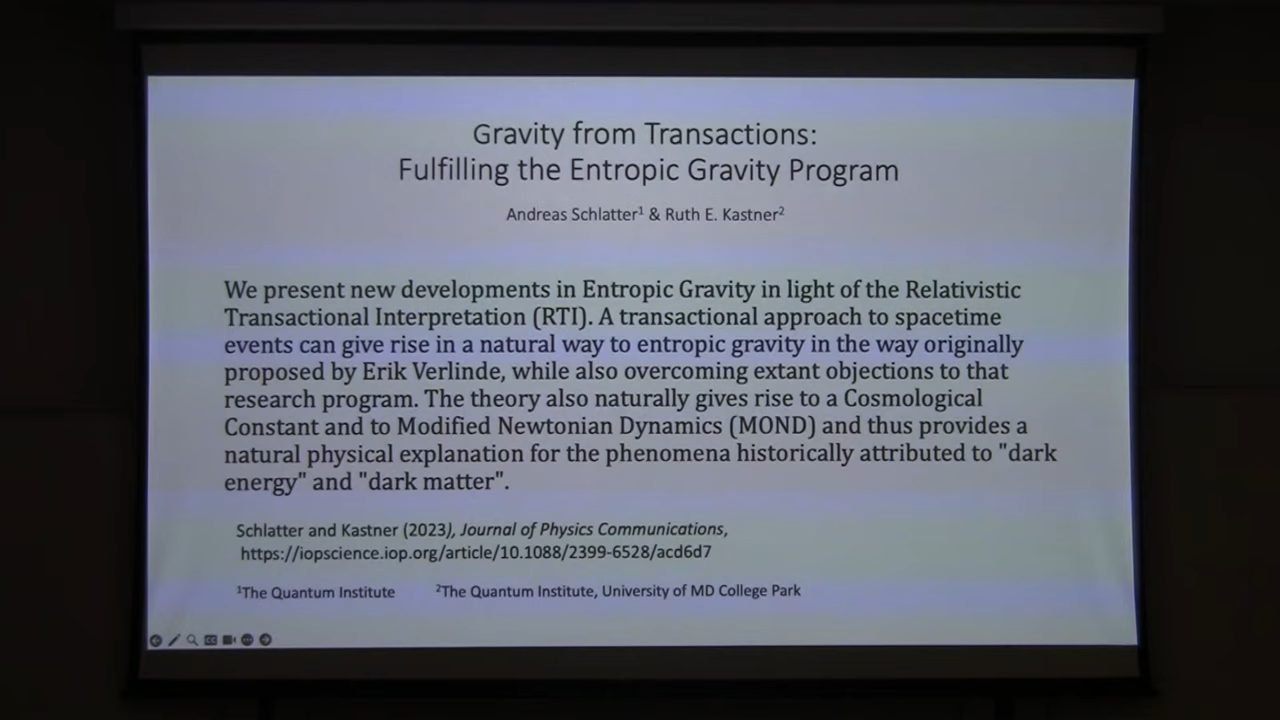 Gravity from Transactions:
Fulfilling the Entropic Gravity Program
Andreas Schlatter¹ & Ruth E. Kastner²
We present new developments in Entropic Gravity in light of the Relativistic
Transactional Interpretation (RTI). A transactional approach to spacetime
events can give rise in a natural way to entropic gravity in the way originally
proposed by Erik Verlinde, while also overcoming extant objections to that
research program. The theory also naturally gives rise to a Cosmological
Constant and to Modified Newtonian Dynamics (MOND) and thus provides a
natural physical explanation for the phenomena historically attributed to "dark
energy" and "dark matter".
Schlatter and Kastner (2023), Journal of Physics Communications,
https://iopscience.iop.org/article/10.1088/2399-6528/acd6d7
¹The Quantum Institute ²The Quantum Institute, University of MD College Park